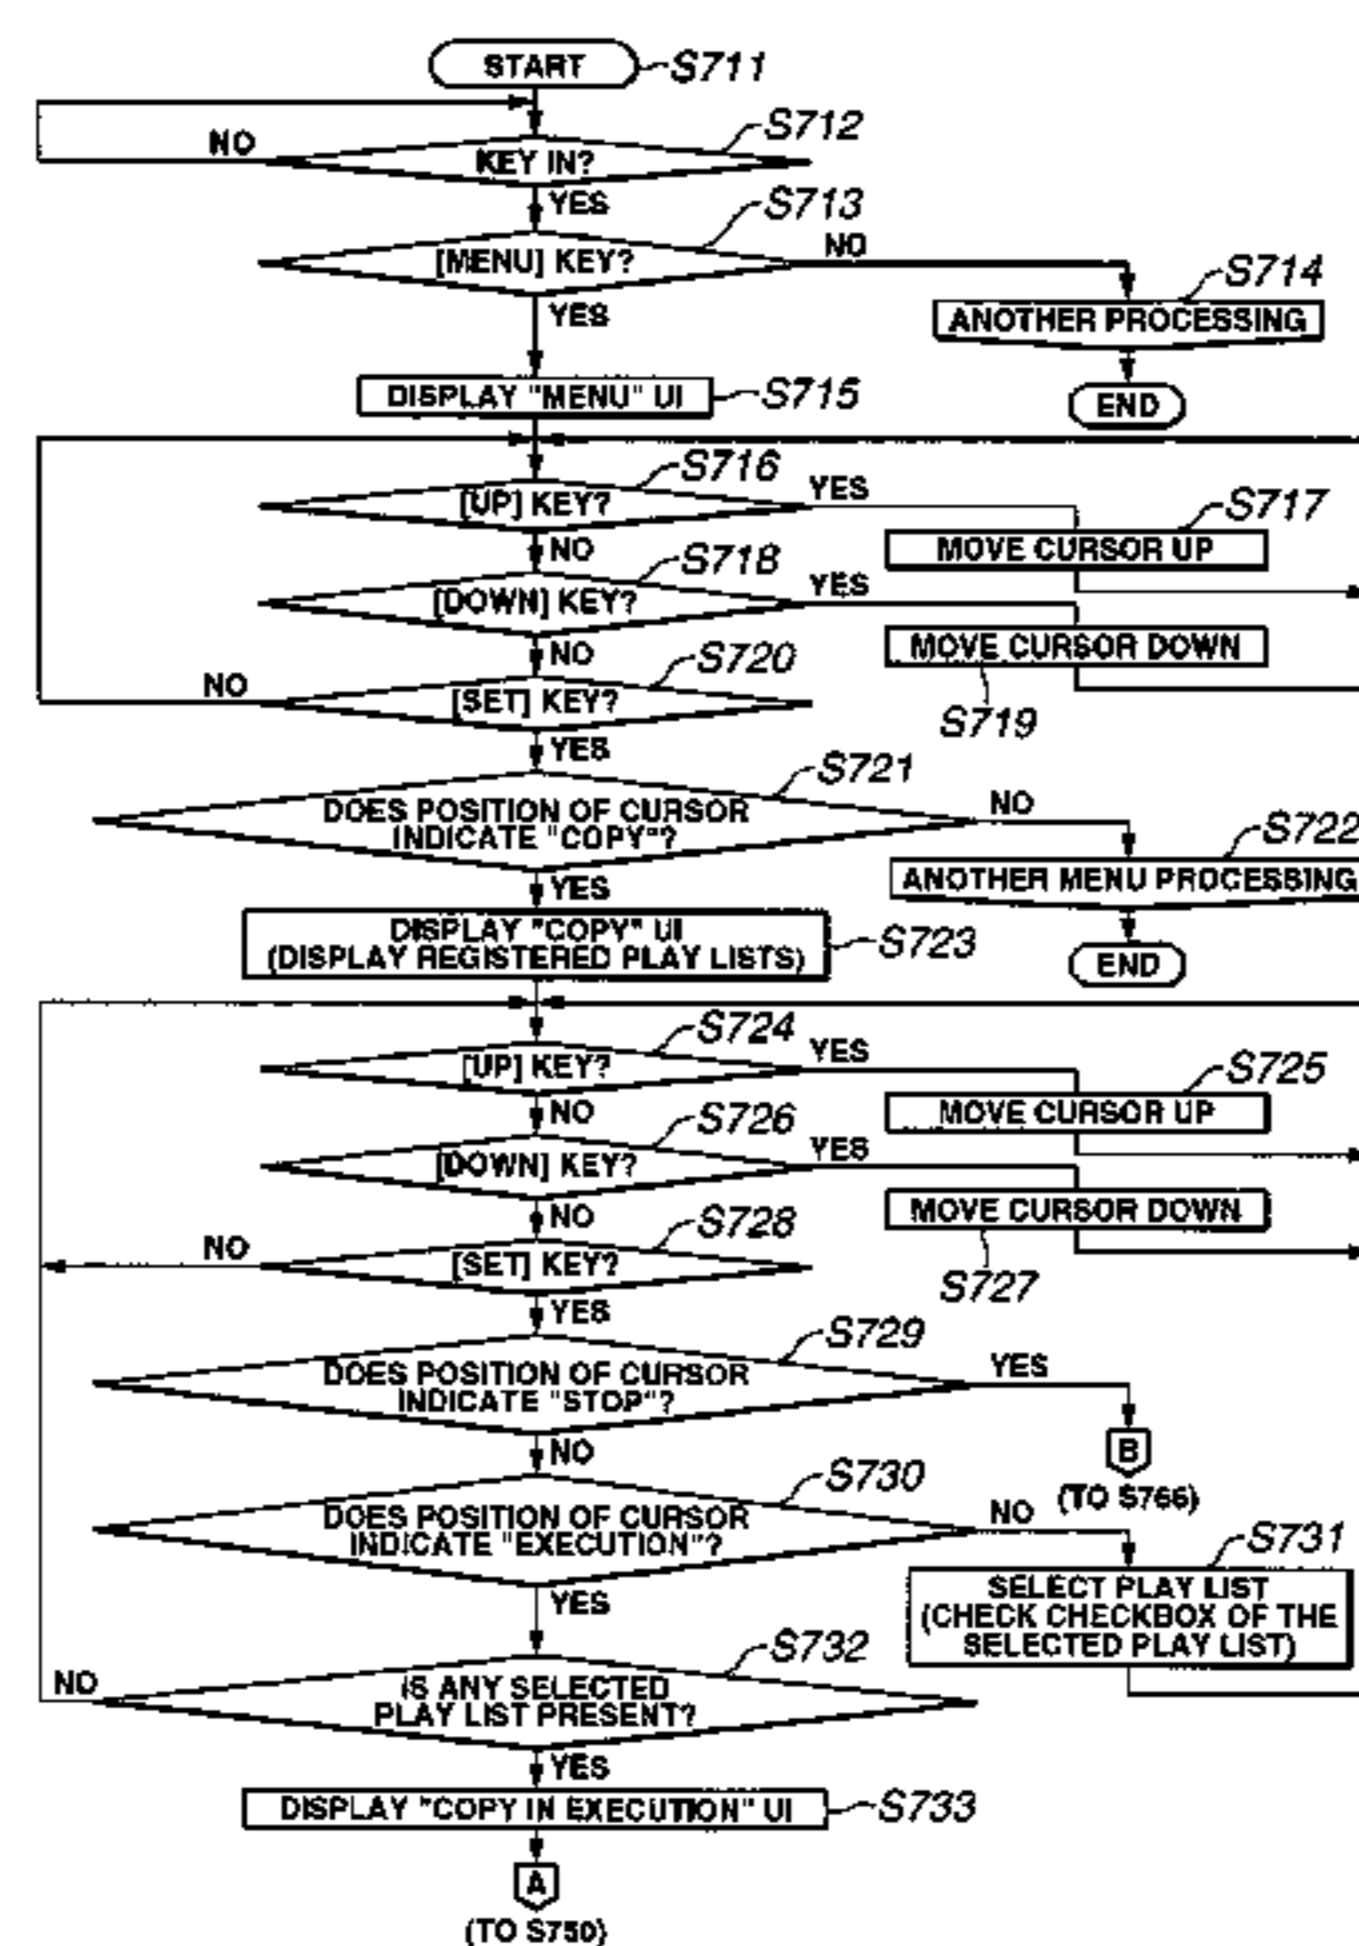 START
S711
S712
NO
KEY IN?
YES
S713
[MENU] KEY?
NO
S714
ANOTHER PROCESSING
YES
END
DISPLAY "MENU" UI
S715
S716
[UP] KEY?
YES
S717
MOVE CURSOR UP
NO
S718
[DOWN] KEY?
YES
MOVE CURSOR DOWN
S719
NO
S720
NO
[SET] KEY?
YES
S721
DOES POSITION OF CURSOR
INDICATE "COPY"?
NO
S722
ANOTHER MENU PROCESSING
END
YES
DISPLAY "COPY" UI
(DISPLAY REGISTERED PLAY LISTS)
S723
S724
[UP] KEY?
YES
S725
MOVE CURSOR UP
NO
S726
[DOWN] KEY?
YES
MOVE CURSOR DOWN
S727
NO
S728
NO
[SET] KEY?
YES
S729
DOES POSITION OF CURSOR
INDICATE "STOP"?
YES
B
(TO S766)
NO
S730
DOES POSITION OF CURSOR
INDICATE "EXECUTION"?
NO
S731
SELECT PLAY LIST
(CHECK CHECKBOX OF THE
SELECTED PLAY LIST)
YES
S732
NO
IS ANY SELECTED
PLAY LIST PRESENT?
YES
DISPLAY "COPY IN EXECUTION" UI
S733
A
(TO S750)